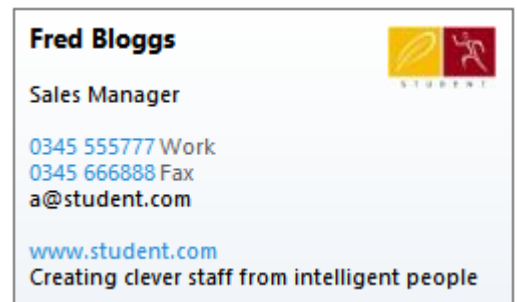 Fred Bloggs
STUDENT
Sales Manager
0345 555777 Work
0345 666888 Fax
a@student.com
www.student.com
Creating clever staff from intelligent people